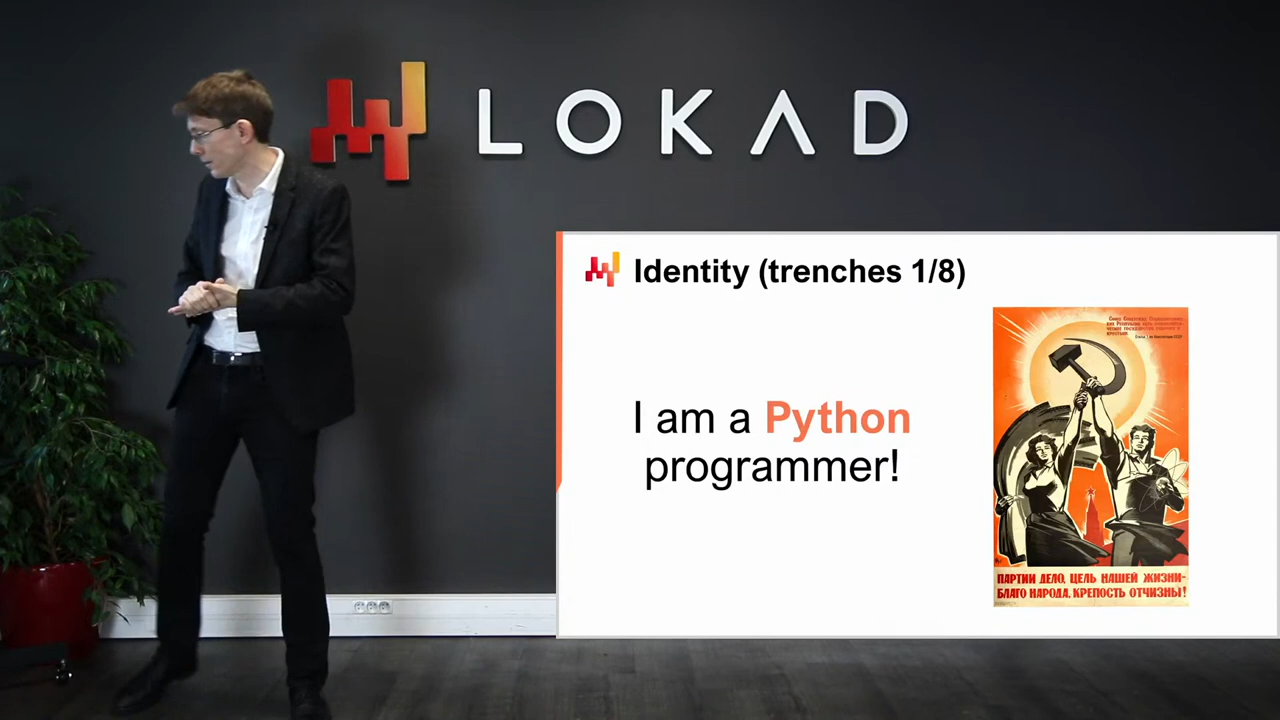 LOKAD
Identity (trenches 1/8)
I am a Python
programmer!
ПАРТИИ ДЕЛО, ЦЕЛЬ НАШЕЙ ЖИЗНИ-
БЛАГО НАРОДА, КРЕПОСТЬ ОТЧИЗНЫ!